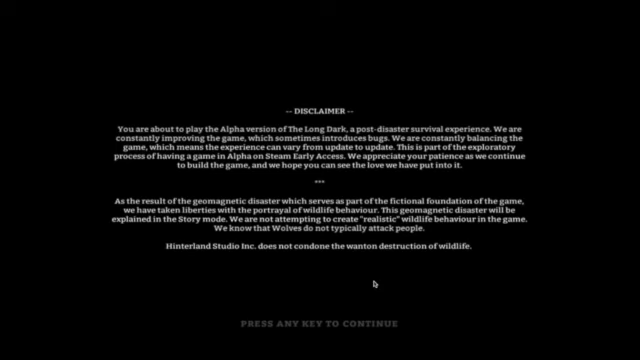 -- DISCLAIMER --
You are about to play the Alpha version of The Long Dark, a post-disaster survival experience. We are
constantly improving the game, which sometimes introduces bugs. We are constantly balancing the
game, which means the experience can vary from update to update. This is part of the exploratory
process of having a game in Alpha on Steam Early Access. We appreciate your patience as we continue
to build the game, and we hope you can see the love we have put into it.
***
As the result of the geomagnetic disaster which serves as part of the fictional foundation of the game,
we have taken liberties with the portrayal of wildlife behaviour. This geomagnetic disaster will be
explained in the Story mode. We are not attempting to create "realistic" wildlife behaviour in the game.
We know that Wolves do not typically attack people.
Hinterland Studio Inc. does not condone the wanton destruction of wildlife.
PRESS ANY KEY TO CONTINUE